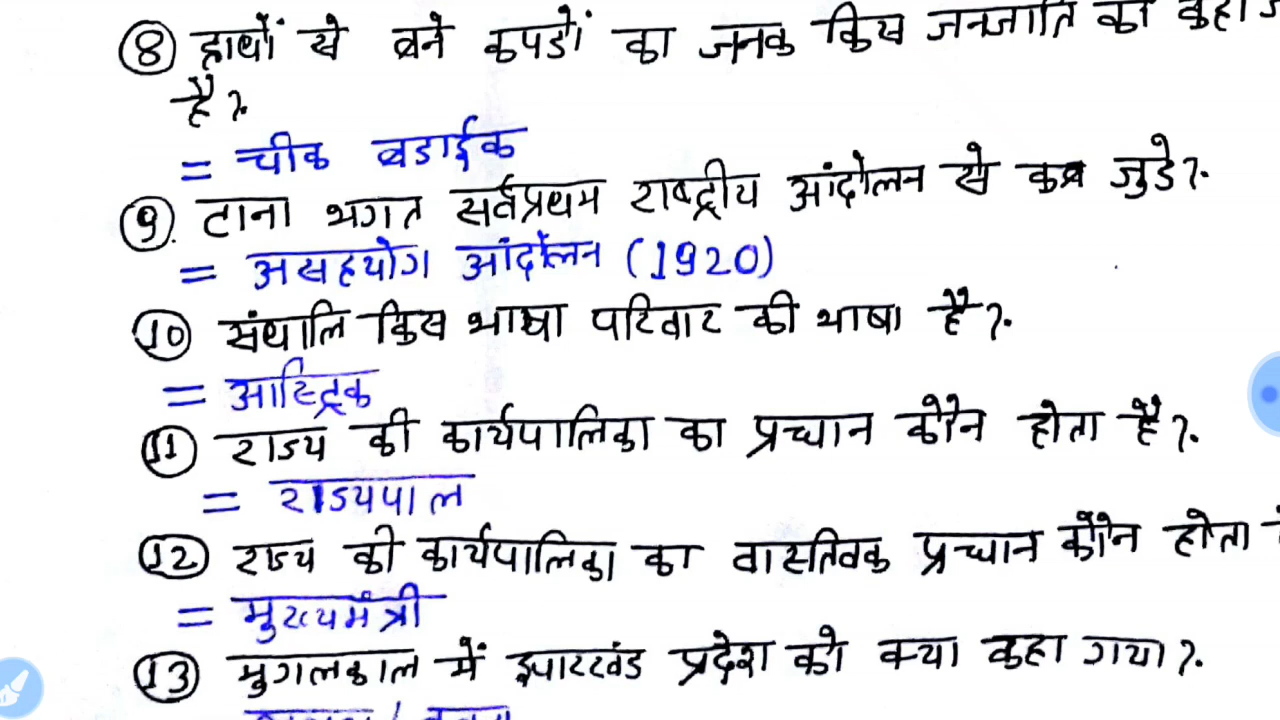 8 हाथों से बने कपडों का जनक किस जनजाति को कहा
है?
= चीक बडाईक
9. टाना भगत सर्वप्रथम राष्ट्रीय आंदोलन से कब जुडे?
= असहयोग आंदोलन (1920)
10 संथालि किस भाषा परिवार की भाषा है?
= आस्ट्रिक
11 राज्य की कार्यपालिका का प्रधान कौन होता है?
= राज्यपाल
12 राज्य की कार्यपालिका का वास्तविक प्रधान कौन होता
= मुख्यमंत्री
13 मुगलकाल में झारखंड प्रदेश को क्या कहा गया?